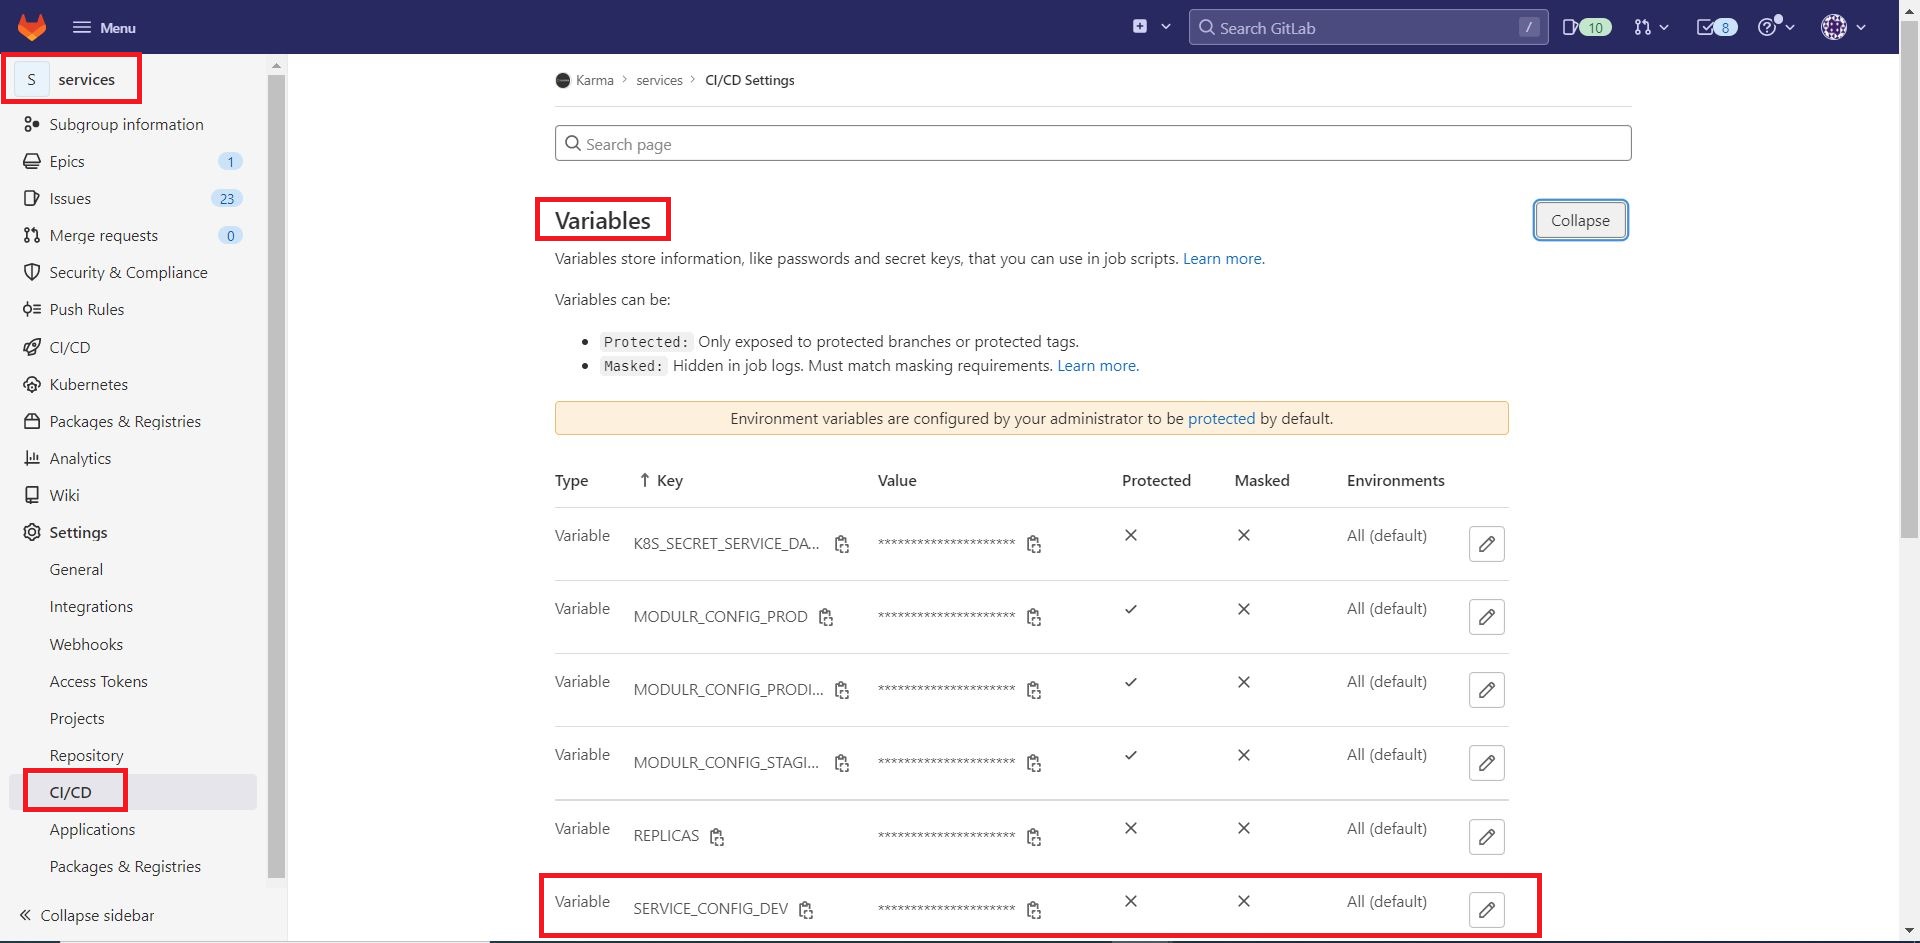 Menu
Search GitLab
/
10
8
S services
Karma > services > CI/CD Settings
Subgroup information
Epics 1
Issues 23
Merge requests 0
Security & Compliance
Push Rules
CI/CD
Kubernetes
Packages & Registries
Analytics
Wiki
Settings
General
Integrations
Webhooks
Access Tokens
Projects
Repository
CI/CD
Applications
Packages & Registries
Collapse sidebar
Search page
Variables
Collapse
Variables store information, like passwords and secret keys, that you can use in job scripts. Learn more.
Variables can be:
Protected: Only exposed to protected branches or protected tags.
Masked: Hidden in job logs. Must match masking requirements. Learn more.
Environment variables are configured by your administrator to be protected by default.
Type ↑ Key Value Protected Masked Environments
Variable K8S_SECRET_SERVICE_DA... ********************* All (default)
Variable MODULR_CONFIG_PROD ********************* All (default)
Variable MODULR_CONFIG_PRODI... ********************* All (default)
Variable MODULR_CONFIG_STAGI... ********************* All (default)
Variable REPLICAS ********************* All (default)
Variable SERVICE_CONFIG_DEV ********************* All (default)